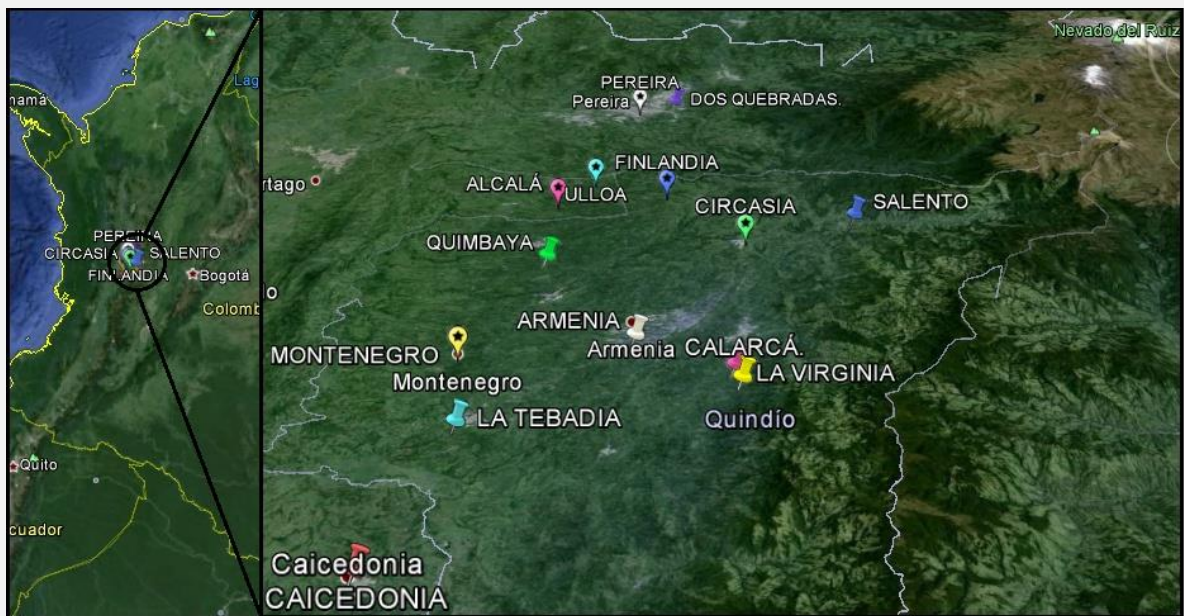 Lag
namá
PEREIRA
CIRCASIA
SALENTO
FINLANDIA
Bogotá
Colomb
Quito
cuador
Nevado del Ruiz
PEREIRA
Pereira
DOS QUEBRADAS.
FINLANDIA
rtago
ALCALÁ
ULLOA
CIRCASIA
SALENTO
QUIMBAYA
lo
ARMENIA
Armenia
CALARCÁ.
MONTENEGRO
LA VIRGINIA
Montenegro
LA TEBADIA
Quindío
Caicedonia
CAICEDONIA